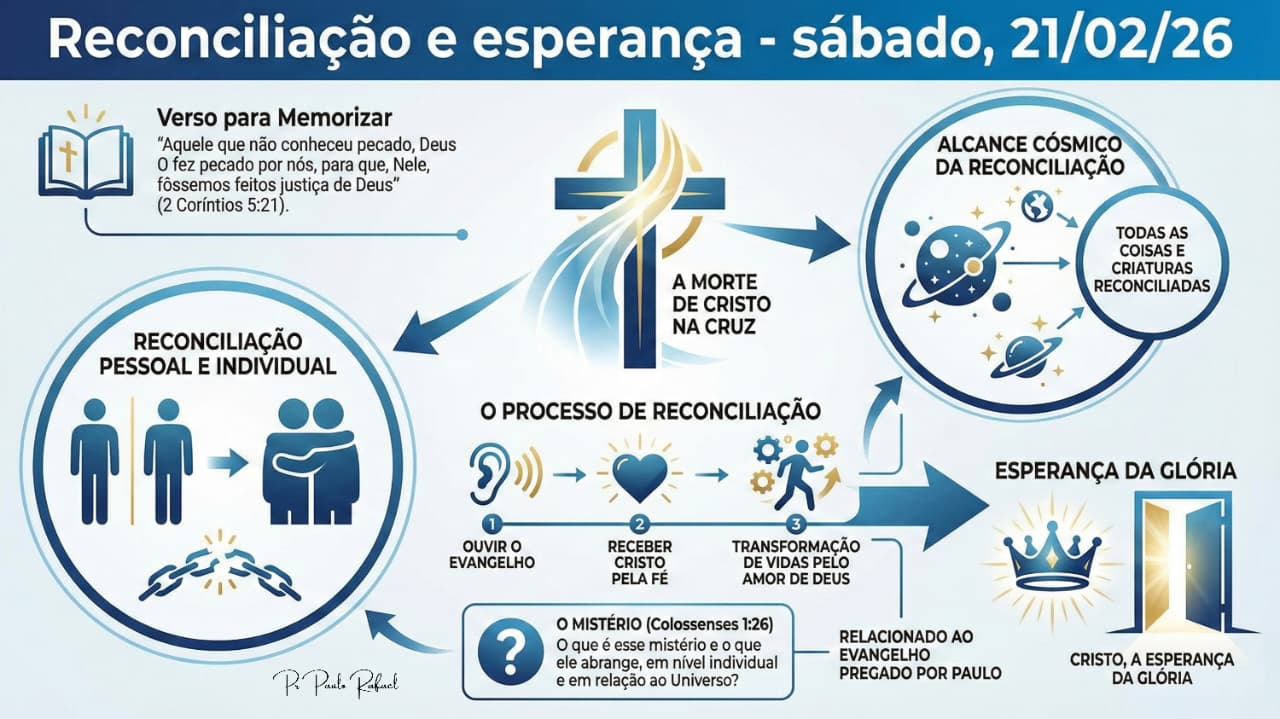 Reconciliação e esperança - sábado, 21/02/26
Verso para Memorizar
“Aquele que não conheceu pecado, Deus
O fez pecado por nós, para que, Nele,
fôssemos feitos justiça de Deus”
(2 Coríntios 5:21).
A MORTE
DE CRISTO
NA CRUZ
ALCANCE CÓSMICO
DA RECONCILIAÇÃO
TODAS AS
COISAS E
CRIATURAS
RECONCILIADAS
RECONCILIAÇÃO
PESSOAL E INDIVIDUAL
O PROCESSO DE RECONCILIAÇÃO
1
OUVIR O
EVANGELHO
2
RECEBER
CRISTO
PELA FÉ
3
TRANSFORMAÇÃO
DE VIDAS PELO
AMOR DE DEUS
ESPERANÇA DA GLÓRIA
CRISTO, A ESPERANÇA
DA GLÓRIA
?
O MISTÉRIO (Colossenses 1:26)
O que é esse mistério e o que
ele abrange, em nível individual
e em relação ao Universo?
RELACIONADO AO
EVANGELHO
PREGADO POR PAULO
Pr Paulo Rafael